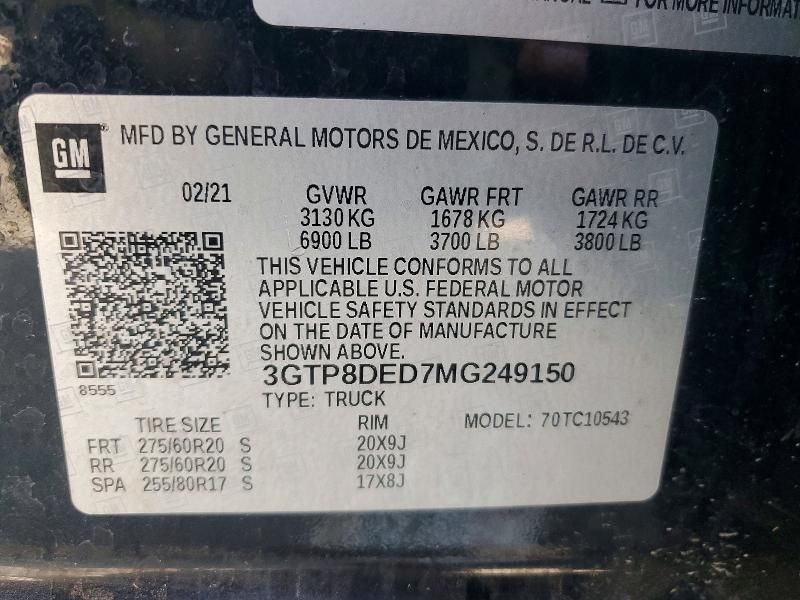 FOR MORE INFORMAT
GM
MFD BY GENERAL MOTORS DE MEXICO, S. DE R.L. DE C.V.
02/21 GVWR GAWR FRT GAWR RR
3130 KG 1678 KG 1724 KG
6900 LB 3700 LB 3800 LB
THIS VEHICLE CONFORMS TO ALL
APPLICABLE U.S. FEDERAL MOTOR
VEHICLE SAFETY STANDARDS IN EFFECT
ON THE DATE OF MANUFACTURE
SHOWN ABOVE.
8555
3GTP8DED7MG249150
TYPE: TRUCK
TIRE SIZE RIM MODEL: 70TC10543
FRT 275/60R20 S 20X9J
RR 275/60R20 S 20X9J
SPA 255/80R17 S 17X8J